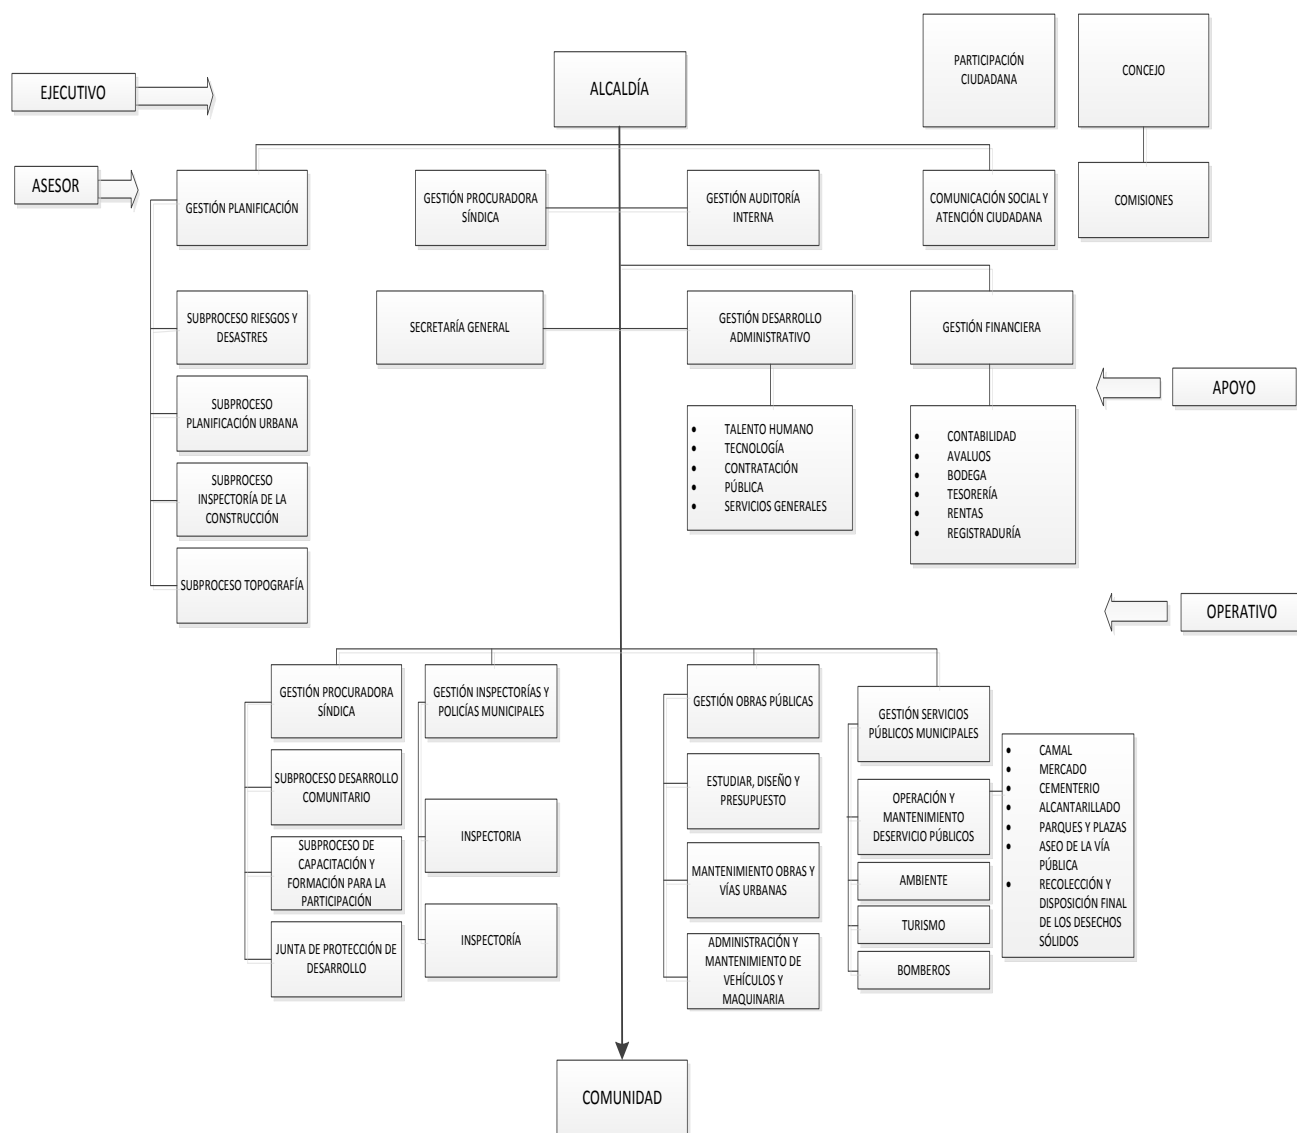 EJECUTIVO
ALCALDÍA
PARTICIPACIÓN
CIUDADANA
CONCEJO
ASESOR
GESTIÓN PLANIFICACIÓN
GESTIÓN PROCURADORA
SÍNDICA
GESTIÓN AUDITORÍA
INTERNA
COMUNICACIÓN SOCIAL Y
ATENCIÓN CIUDADANA
COMISIONES
SUBPROCESO RIESGOS Y
DESASTRES
SECRETARÍA GENERAL
GESTIÓN DESARROLLO
ADMINISTRATIVO
GESTIÓN FINANCIERA
APOYO
SUBPROCESO
PLANIFICACIÓN URBANA
• TALENTO HUMANO
• TECNOLOGÍA
• CONTRATACIÓN
• PÚBLICA
• SERVICIOS GENERALES
• CONTABILIDAD
• AVALUOS
• BODEGA
• TESORERÍA
• RENTAS
• REGISTRADURÍA
SUBPROCESO
INSPECTORÍA DE LA
CONSTRUCCIÓN
SUBPROCESO TOPOGRAFÍA
OPERATIVO
GESTIÓN PROCURADORA
SÍNDICA
SUBPROCESO DESARROLLO
COMUNITARIO
SUBPROCESO DE
CAPACITACIÓN Y
FORMACIÓN PARA LA
PARTICIPACIÓN
JUNTA DE PROTECCIÓN DE
DESARROLLO
GESTIÓN INSPECTORÍAS Y
POLICÍAS MUNICIPALES
INSPECTORIA
INSPECTORÍA
GESTIÓN OBRAS PÚBLICAS
ESTUDIAR, DISEÑO Y
PRESUPUESTO
MANTENIMIENTO OBRAS Y
VÍAS URBANAS
ADMINISTRACIÓN Y
MANTENIMIENTO DE
VEHÍCULOS Y
MAQUINARIA
GESTIÓN SERVICIOS
PÚBLICOS MUNICIPALES
OPERACIÓN Y
MANTENIMIENTO
DESERVICIO PÚBLICOS
AMBIENTE
TURISMO
BOMBEROS
• CAMAL
• MERCADO
• CEMENTERIO
• ALCANTARILLADO
• PARQUES Y PLAZAS
• ASEO DE LA VÍA
PÚBLICA
• RECOLECCIÓN Y
DISPOSICIÓN FINAL
DE LOS DESECHOS
SÓLIDOS
COMUNIDAD